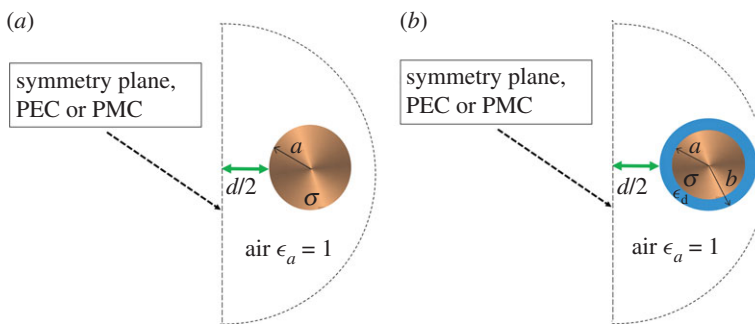 (a)
symmetry plane,
PEC or PMC
a
σ
d/2
air ϵₐ = 1
(b)
symmetry plane,
PEC or PMC
a
σ
b
ϵd
d/2
air ϵₐ = 1